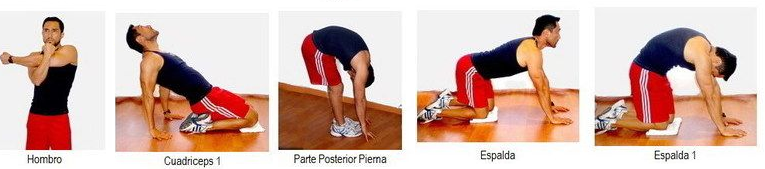 Hombro
Cuadriceps 1
Parte Posterior Pierna
Espalda
Espalda 1